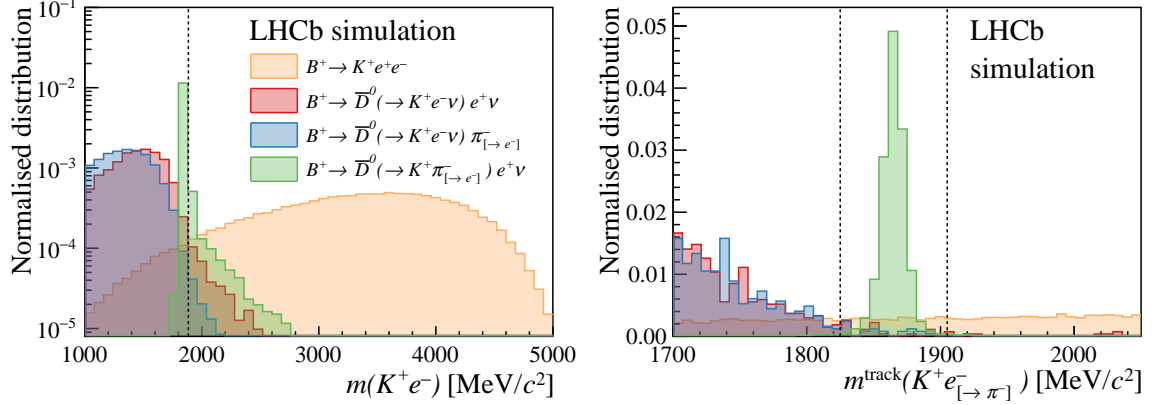 Normalised distribution
10⁻¹
10⁻²
10⁻³
10⁻⁴
10⁻⁵
LHCb simulation
B⁺→ K⁺e⁺e⁻
B⁺→ D̅⁰(→ K⁺e⁻ν) e⁺ν
B⁺→ D̅⁰(→ K⁺e⁻ν) π⁻[→ e⁻]
B⁺→ D̅⁰(→ K⁺π⁻[→ e⁻]) e⁺ν
1000 2000 3000 4000 5000
m(K⁺e⁻) [MeV/c²]
Normalised distribution
0.05
0.04
0.03
0.02
0.01
0.00
LHCb
simulation
1700 1800 1900 2000
mᵗʳᵃᶜᵏ(K⁺e⁻[→ π⁻]) [MeV/c²]